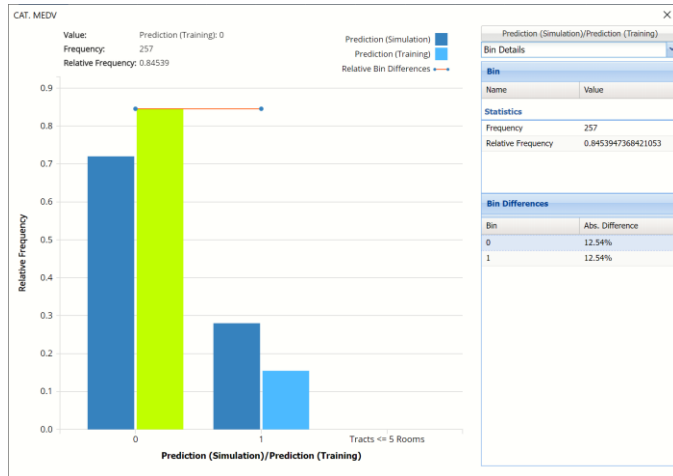 CAT. MEDV
Value: Prediction (Training): 0
Frequency: 257
Relative Frequency: 0.84539
Prediction (Simulation)
Prediction (Training)
Relative Bin Differences
0.9
0.8
0.7
0.6
0.5
0.4
0.3
0.2
0.1
0.0
Relative Frequency
0 1 Tracts <= 5 Rooms
Prediction (Simulation)/Prediction (Training)
Prediction (Simulation)/Prediction (Training)
Bin Details
Bin
Name Value
Statistics
Frequency 257
Relative Frequency 0.8453947368421053
Bin Differences
Bin Abs. Difference
0 12.54%
1 12.54%